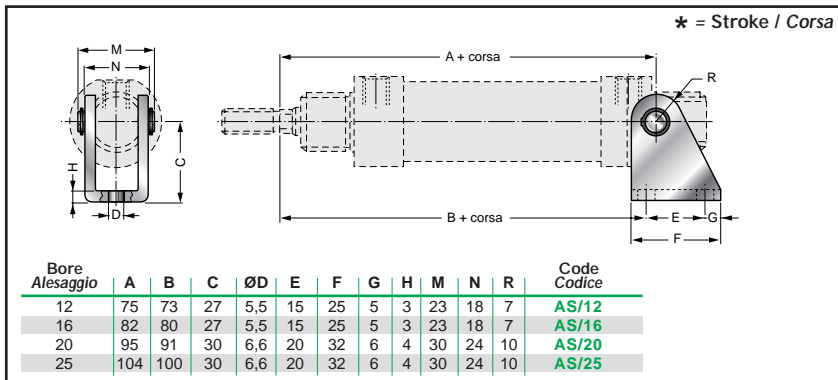 * = Stroke / Corsa
M
N
A + corsa
R
H
C
D
B + corsa
E
G
F
Bore
Alesaggio A B C ØD E F G H M N R Code
Codice
12 75 73 27 5,5 15 25 5 3 23 18 7 AS/12
16 82 80 27 5,5 15 25 5 3 23 18 7 AS/16
20 95 91 30 6,6 20 32 6 4 30 24 10 AS/20
25 104 100 30 6,6 20 32 6 4 30 24 10 AS/25